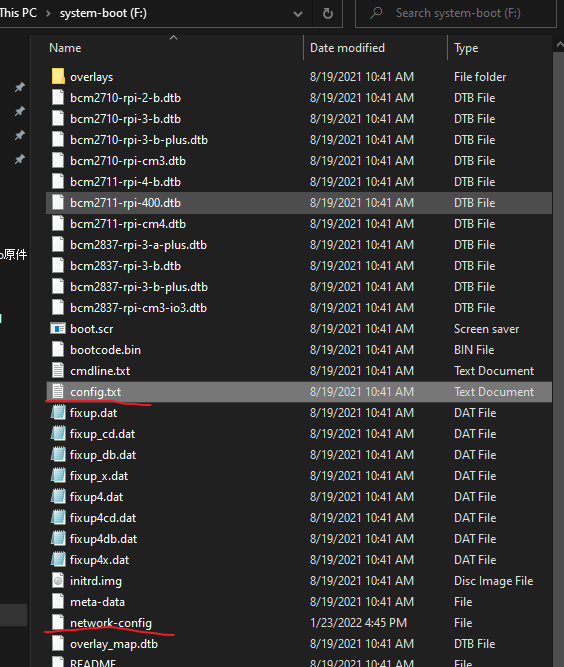 This PC > system-boot (F:)
Search system-boot (F:)
Name Date modified Type
overlays 8/19/2021 10:41 AM File folder
bcm2710-rpi-2-b.dtb 8/19/2021 10:41 AM DTB File
bcm2710-rpi-3-b.dtb 8/19/2021 10:41 AM DTB File
bcm2710-rpi-3-b-plus.dtb 8/19/2021 10:41 AM DTB File
bcm2710-rpi-cm3.dtb 8/19/2021 10:41 AM DTB File
bcm2711-rpi-4-b.dtb 8/19/2021 10:41 AM DTB File
bcm2711-rpi-400.dtb 8/19/2021 10:41 AM DTB File
bcm2711-rpi-cm4.dtb 8/19/2021 10:41 AM DTB File
bcm2837-rpi-3-a-plus.dtb 8/19/2021 10:41 AM DTB File
o原件
bcm2837-rpi-3-b.dtb 8/19/2021 10:41 AM DTB File
bcm2837-rpi-3-b-plus.dtb 8/19/2021 10:41 AM DTB File
bcm2837-rpi-cm3-io3.dtb 8/19/2021 10:41 AM DTB File
boot.scr 8/19/2021 10:41 AM Screen saver
bootcode.bin 8/19/2021 10:41 AM BIN File
cmdline.txt 8/19/2021 10:41 AM Text Document
config.txt 8/19/2021 10:41 AM Text Document
fixup.dat 8/19/2021 10:41 AM DAT File
fixup_cd.dat 8/19/2021 10:41 AM DAT File
fixup_db.dat 8/19/2021 10:41 AM DAT File
fixup_x.dat 8/19/2021 10:41 AM DAT File
fixup4.dat 8/19/2021 10:41 AM DAT File
fixup4cd.dat 8/19/2021 10:41 AM DAT File
fixup4db.dat 8/19/2021 10:41 AM DAT File
fixup4x.dat 8/19/2021 10:41 AM DAT File
initrd.img 8/19/2021 10:41 AM Disc Image File
meta-data 8/19/2021 10:41 AM File
network-config 1/23/2022 4:45 PM File
overlay_map.dtb 8/19/2021 10:41 AM DTB File
README 8/19/2021 10:41 AM File